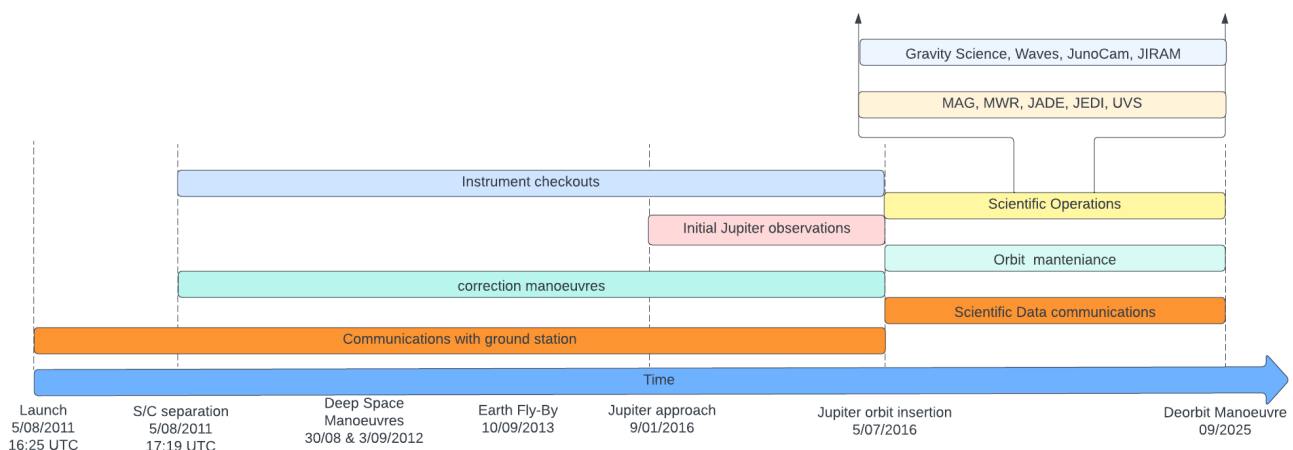 Gravity Science, Waves, JunoCam, JIRAM
MAG, MWR, JADE, JEDI, UVS
Instrument checkouts
Scientific Operations
Initial Jupiter observations
Orbit manteniance
correction manoeuvres
Scientific Data communications
Communications with ground station
Time
Launch
5/08/2011
16:25 UTC
S/C separation
5/08/2011
17:19 UTC
Deep Space
Manoeuvres
30/08 & 3/09/2012
Earth Fly-By
10/09/2013
Jupiter approach
9/01/2016
Jupiter orbit insertion
5/07/2016
Deorbit Manoeuvre
09/2025